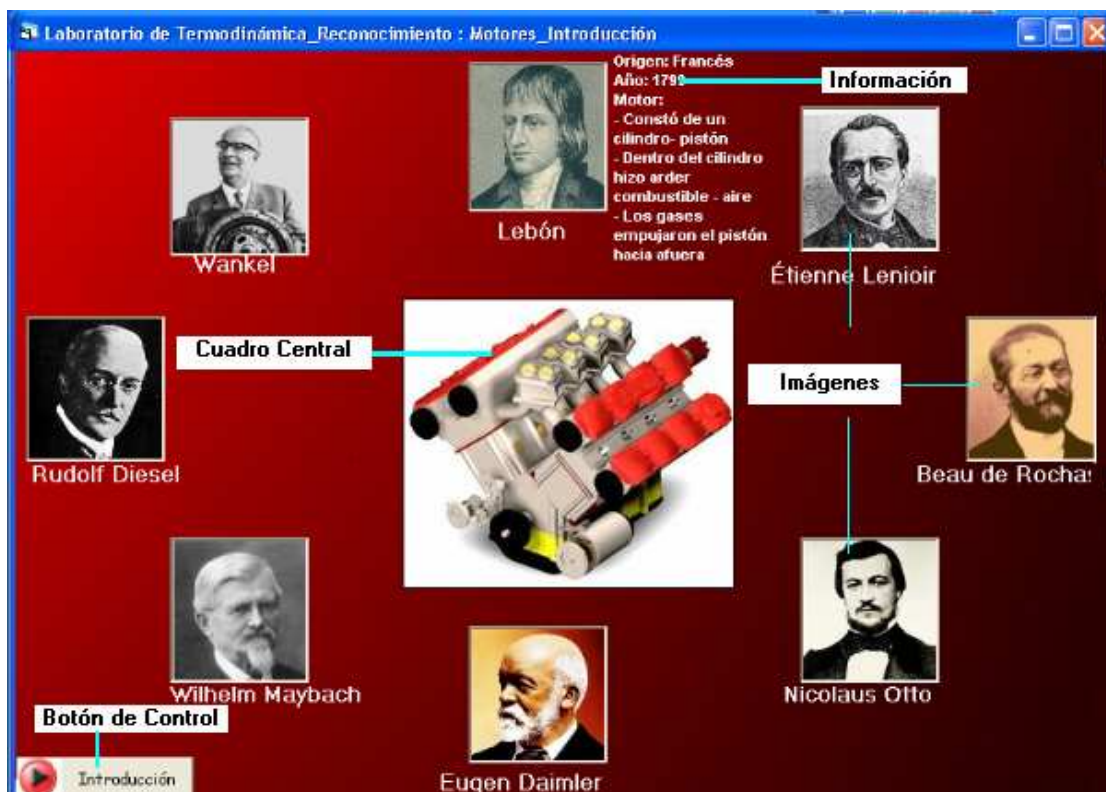 Laboratorio de Termodinámica_Reconocimiento : Motores_Introducción
Origen: Francés
Año: 1799
Motor:
- Constó de un
cilindro- pistón
- Dentro del cilindro
hizo arder
combustible - aire
- Los gases
empujaron el pistón
hacia afuera
Información
Lebón
Wankel
Étienne Lenioir
Cuadro Central
Imágenes
Rudolf Diesel
Beau de Rochas
Wilhelm Maybach
Nicolaus Otto
Botón de Control
Introducción
Eugen Daimler